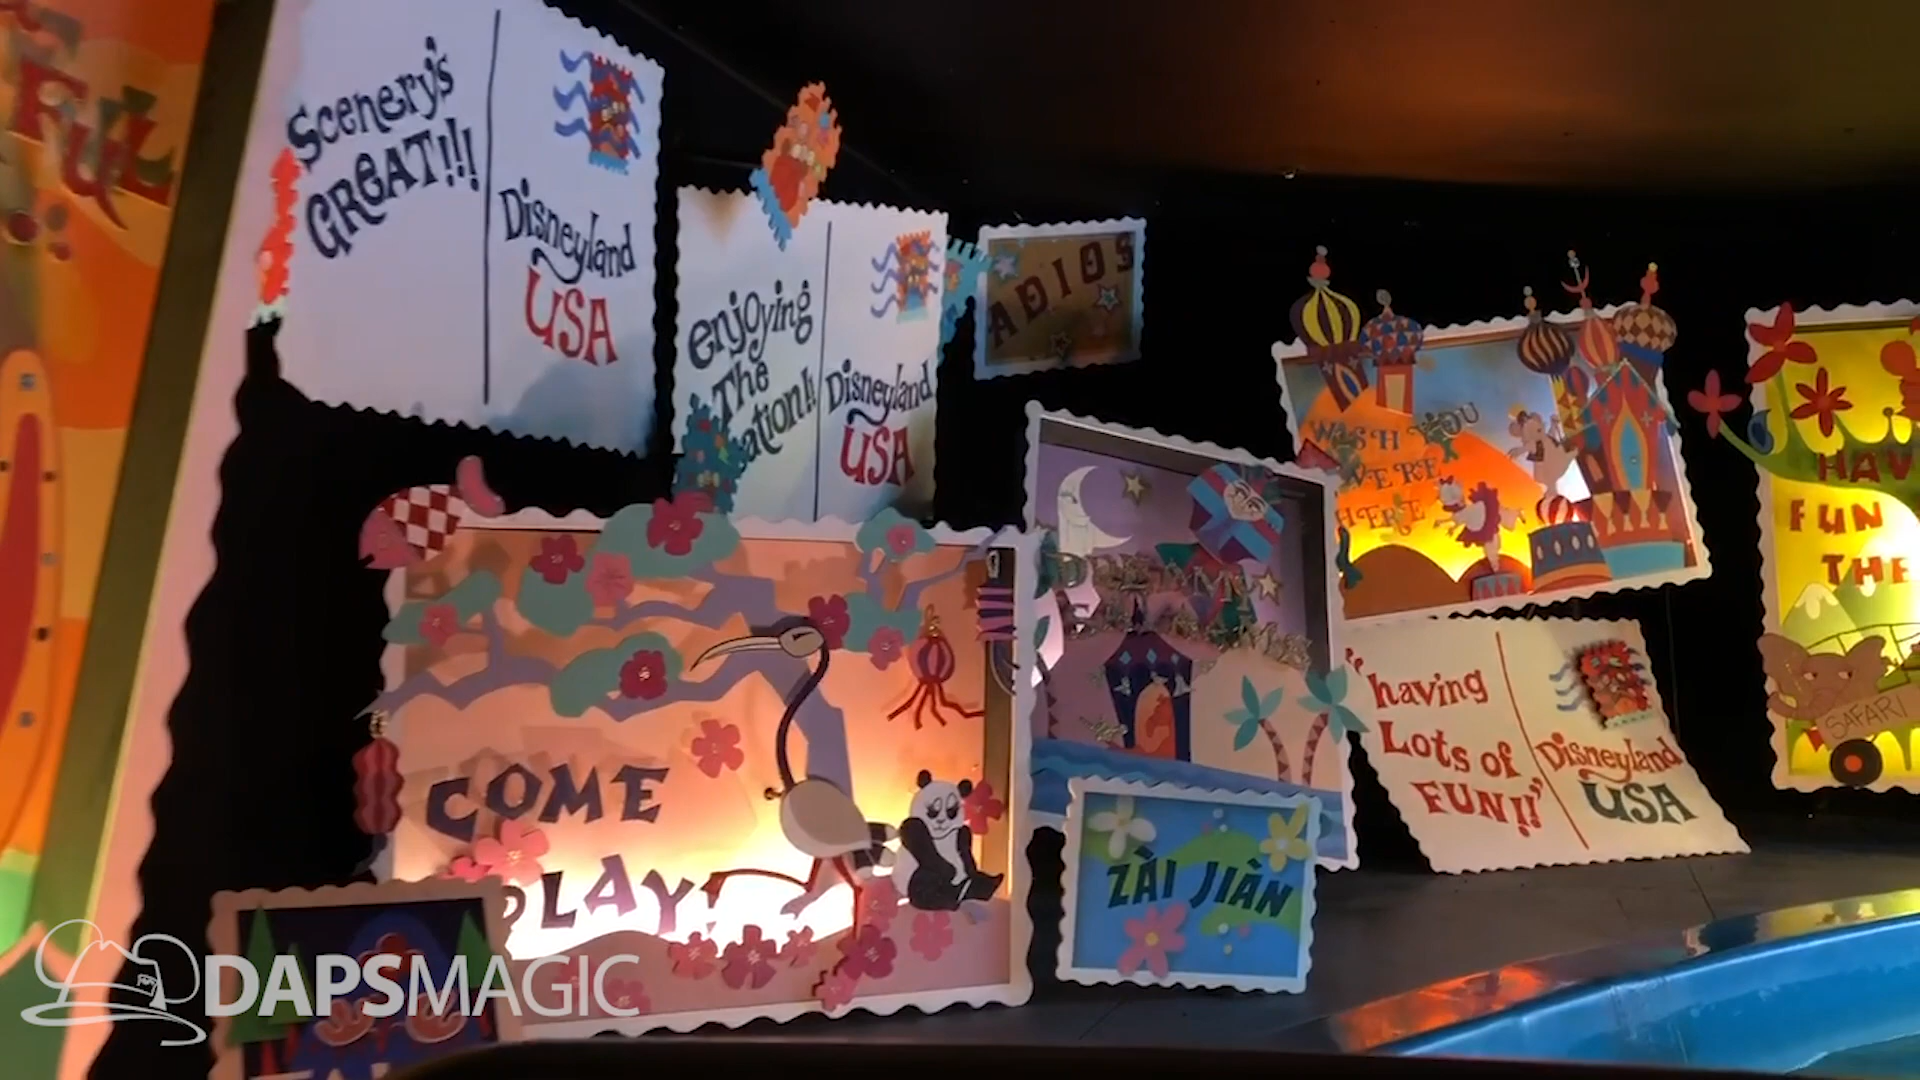 FUL
Scenery's
GREAT!!!
Disneyland
USA
enjoying
The
Disneyland
USA
ADIOS
WISH YOU
WERE
HERE
HAV
FUN
THE
SAFARI
"having
Lots of
FUN!!"
Disneyland
USA
COME
PLAY!
ZÀI JIÀN
DAPSMAGIC